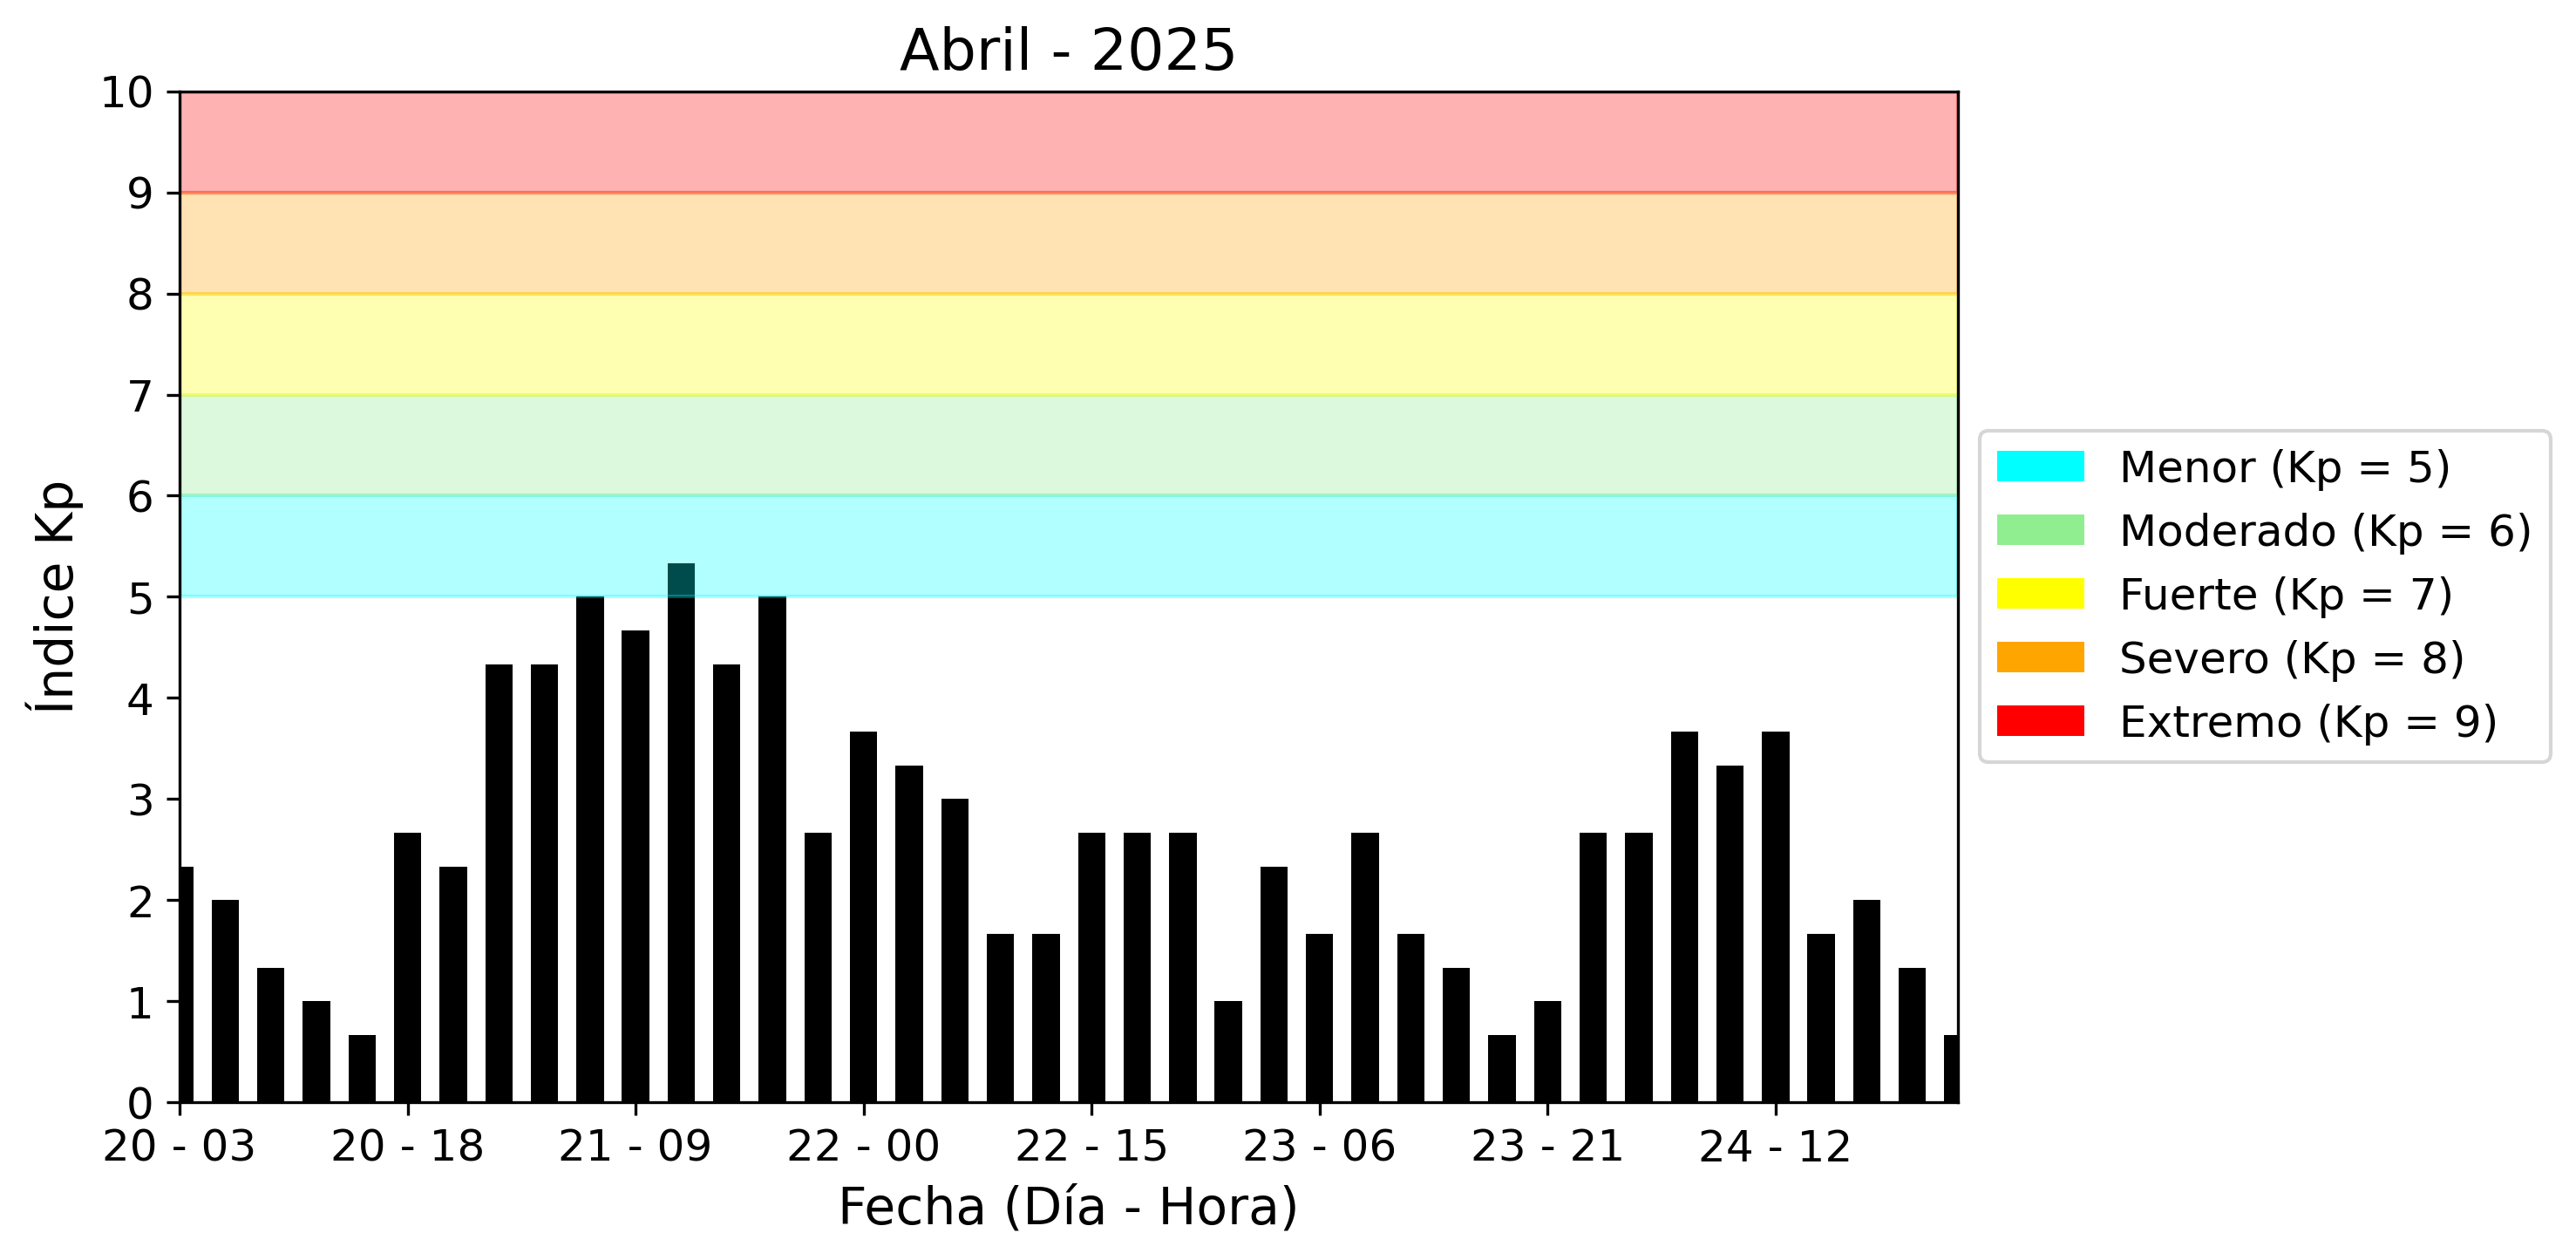 Abril - 2025
10
9
8
7
6
5
4
3
2
1
0
Índice Kp
20 - 03
20 - 18
21 - 09
22 - 00
22 - 15
23 - 06
23 - 21
24 - 12
Fecha (Día - Hora)
Menor (Kp = 5)
Moderado (Kp = 6)
Fuerte (Kp = 7)
Severo (Kp = 8)
Extremo (Kp = 9)